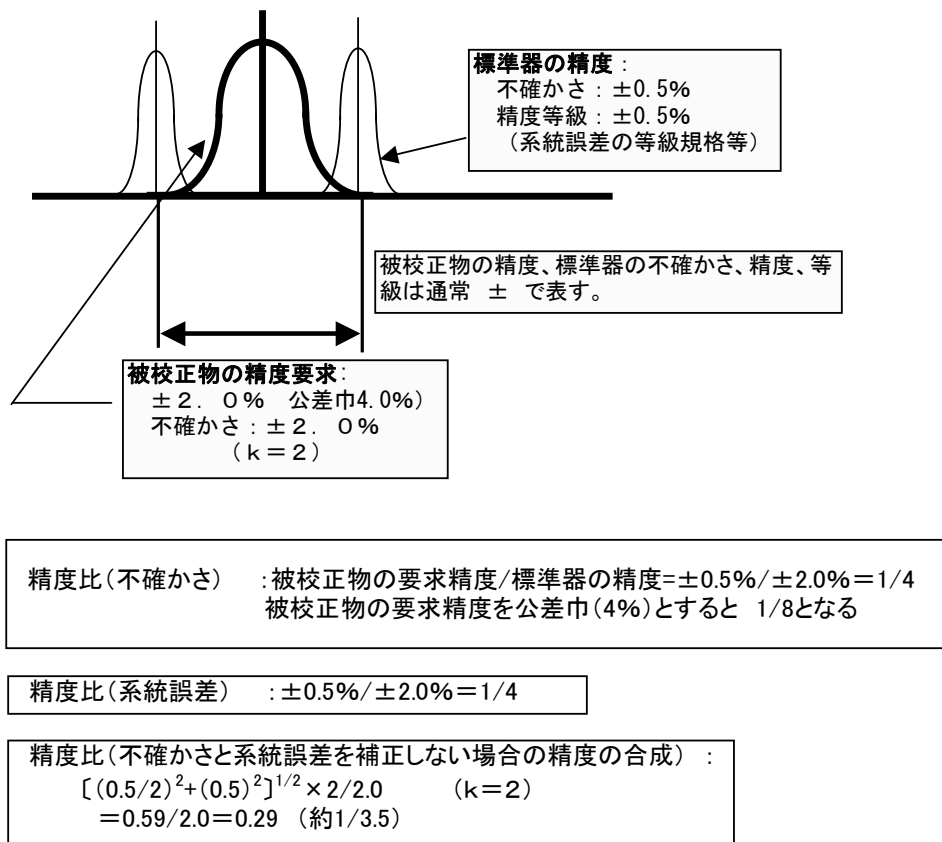 標準器の精度：
不確かさ：±0.5%
精度等級：±0.5%
（系統誤差の等級規格等）
被校正物の精度、標準器の不確かさ、精度、等
級は通常　±　で表す。
被校正物の精度要求：
±２．０％　公差巾4.0%）
不確かさ：±２．０％
（ｋ＝２）
精度比（不確かさ）　：被校正物の要求精度/標準器の精度=±0.5%/±2.0%＝1/4
被校正物の要求精度を公差巾（4%）とすると　1/8となる
精度比（系統誤差）　：±0.5%/±2.0%＝1/4
精度比（不確かさと系統誤差を補正しない場合の精度の合成）：
〔（0.5/2）²+（0.5）²〕^1/2 ×2/2.0　（k＝2）
＝0.59/2.0＝0.29　（約1/3.5）